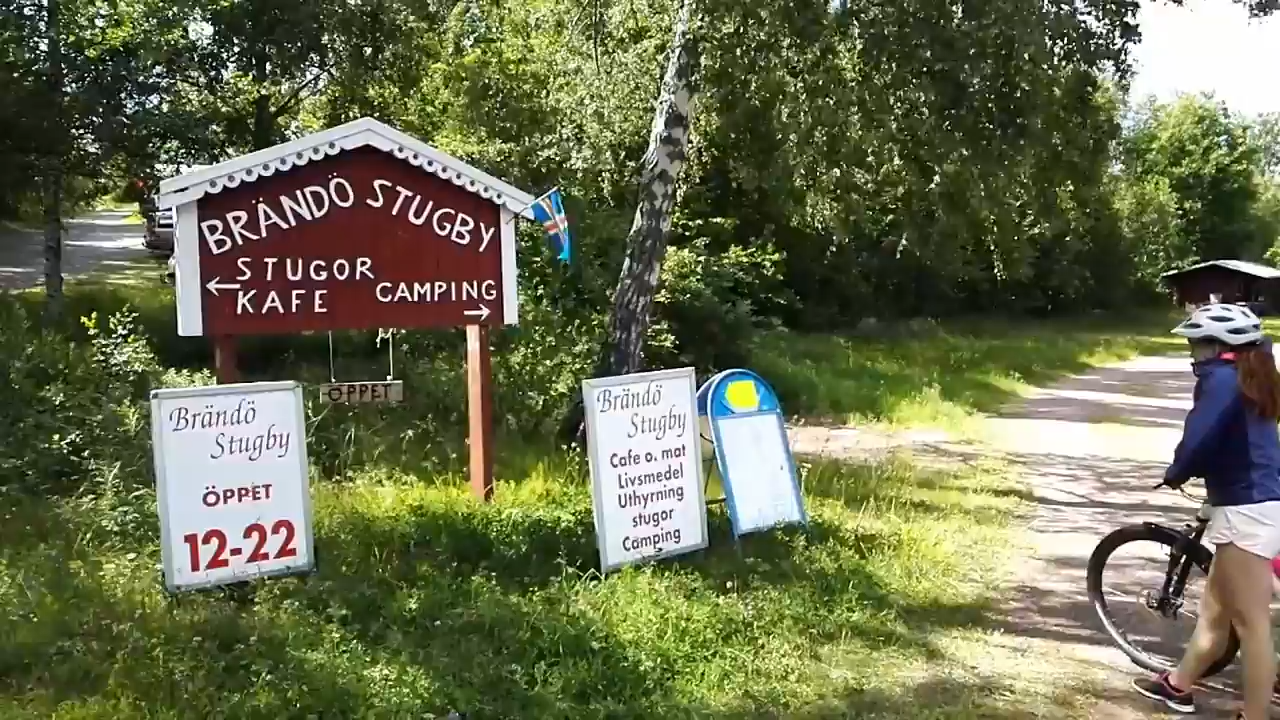 BRÄNDÖ STUGBY
← STUGOR
KAFE
CAMPING
→
ÖPPET
Brändö
Stugby
ÖPPET
12-22
Brändö
Stugby
Cafe o. mat
Livsmedel
Uthyrning
stugor
Camping